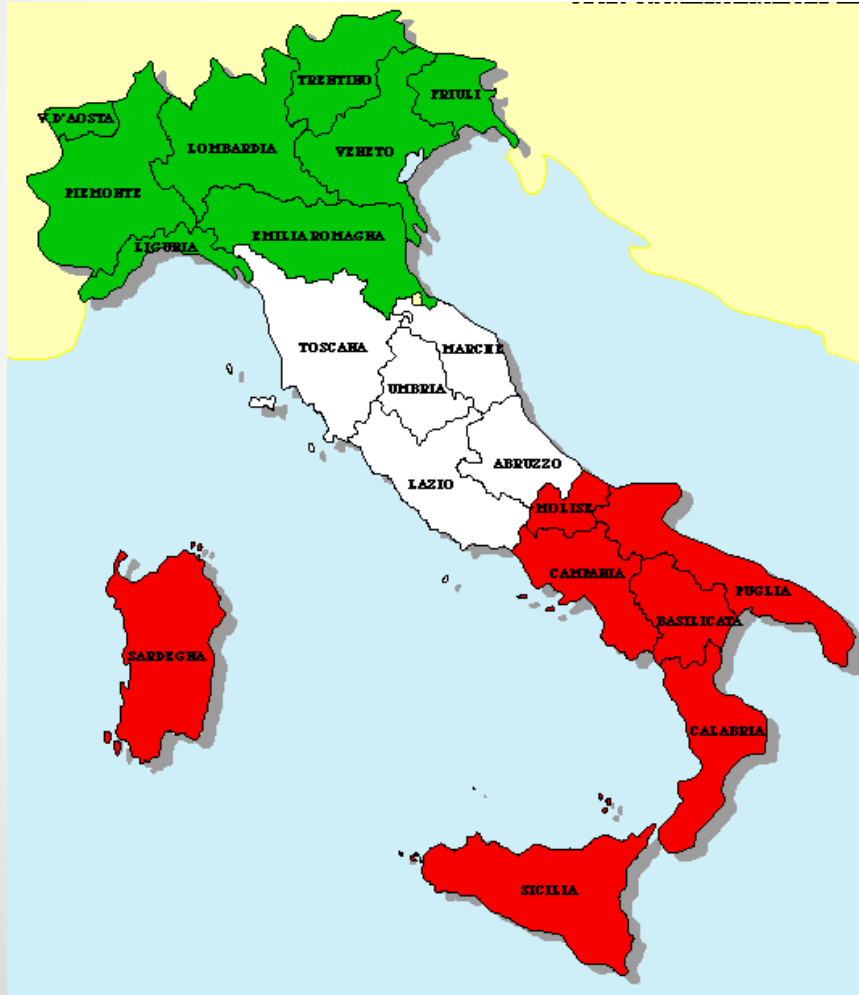 TRENTINO
FRIULI
V. D'AOSTA
LOMBARDIA
VENETO
PIEMONTE
EMILIA ROMAGNA
LIGURIA
TOSCANA
MARCHE
UMBRIA
ABRUZZO
LAZIO
MOLISE
CAMPANIA
PUGLIA
BASILICATA
SARDEGNA
CALABRIA
SICILIA